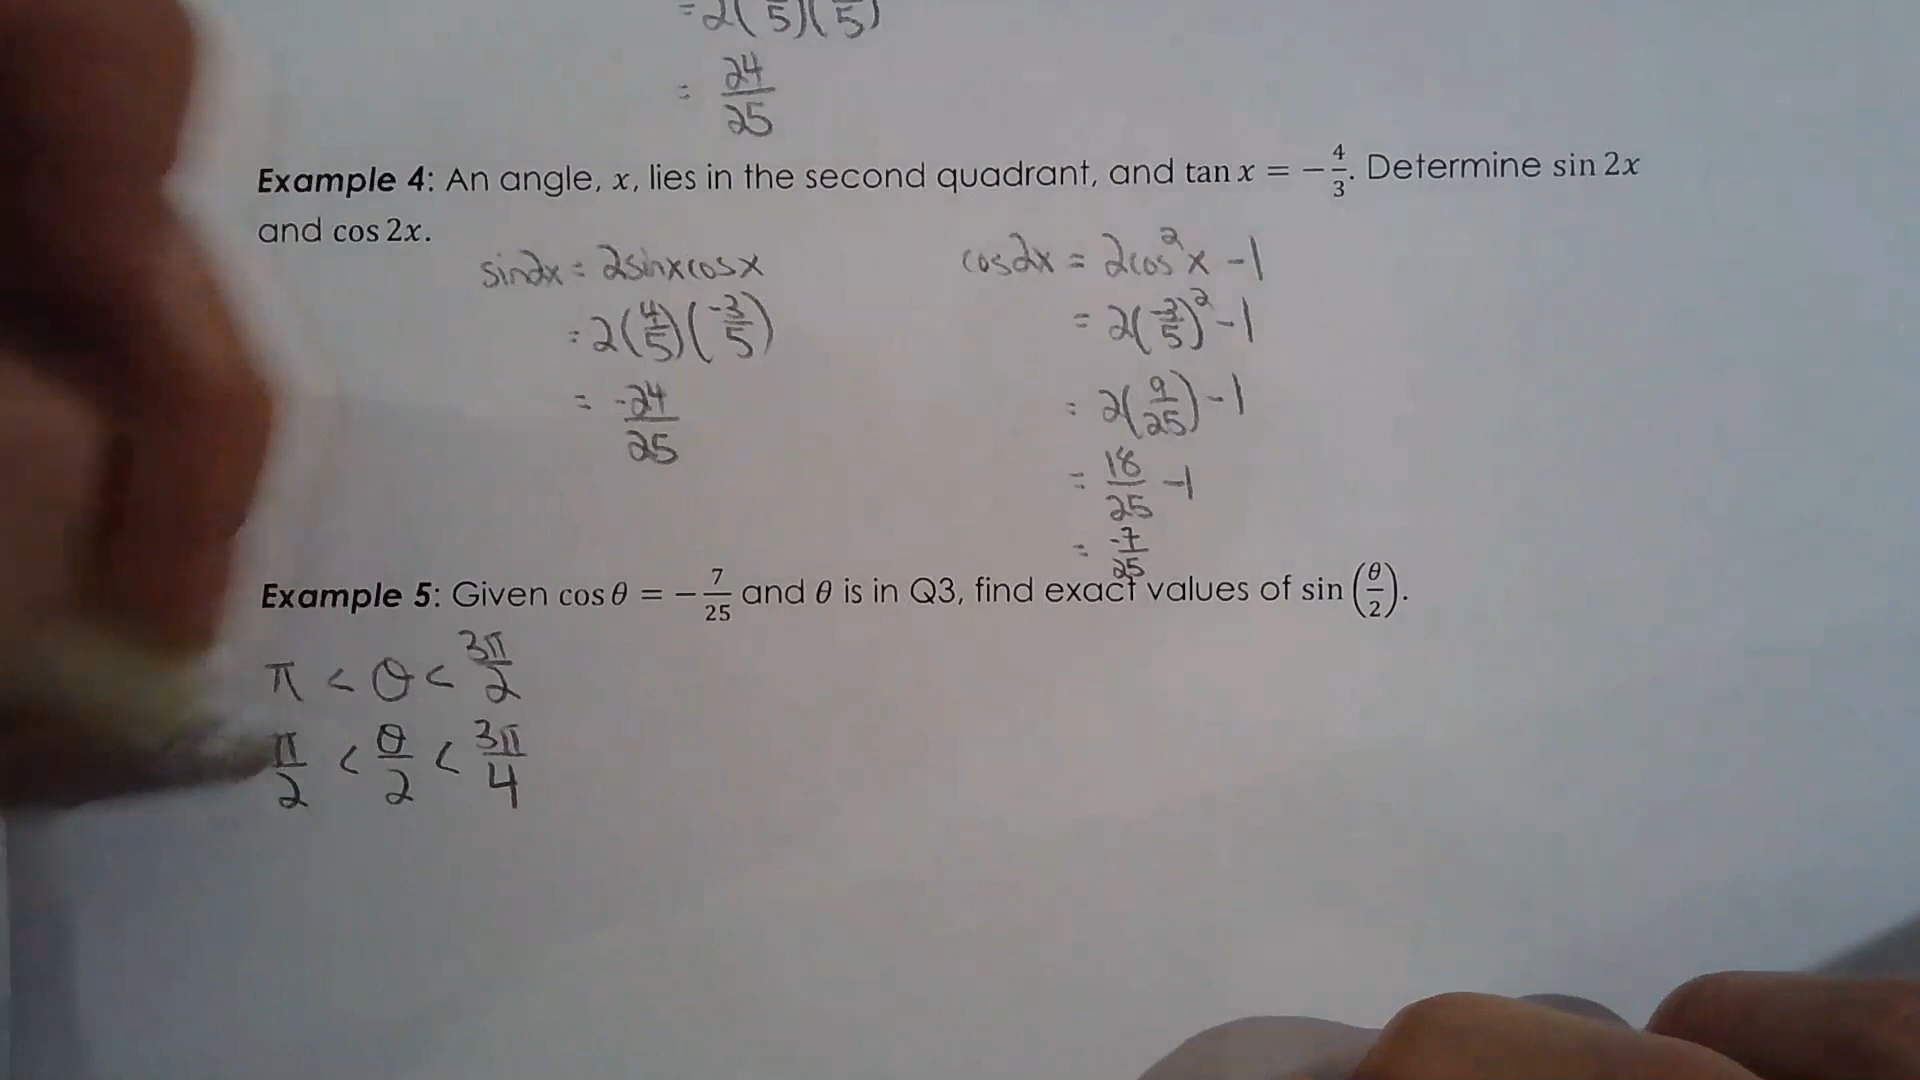 = 2( 5)( 5)
= 24/25
Example 4: An angle, x, lies in the second quadrant, and tan x = −4/3. Determine sin 2x
and cos 2x.
sin2x = 2sinxcosx
= 2(4/5)(-3/5)
= -24/25
cos2x = 2cos²x - 1
= 2(-3/5)² - 1
= 2(9/25) - 1
= 18/25 - 1
= -7/25
Example 5: Given cos θ = −7/25 and θ is in Q3, find exact values of sin (θ/2).
π < θ < 3π/2
π/2 < θ/2 < 3π/4